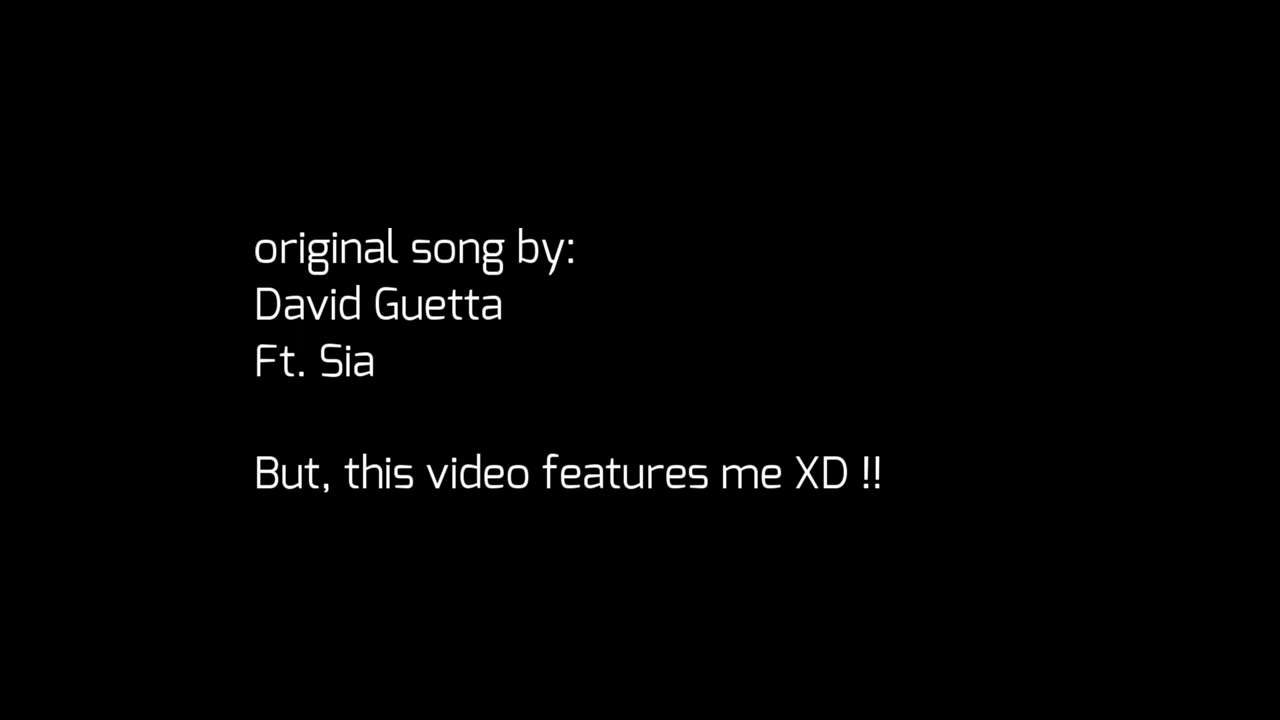 original song by:
David Guetta
Ft. Sia
But, this video features me XD !!